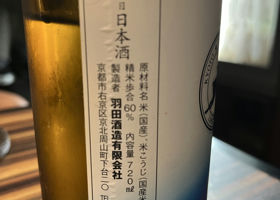 日本酒
原材料名 米(国産)、米こうじ(国産米
精米歩合60% 内容量720㎖
製造者 羽田酒造有限会社
京都市右京区京北周山町下台二〇